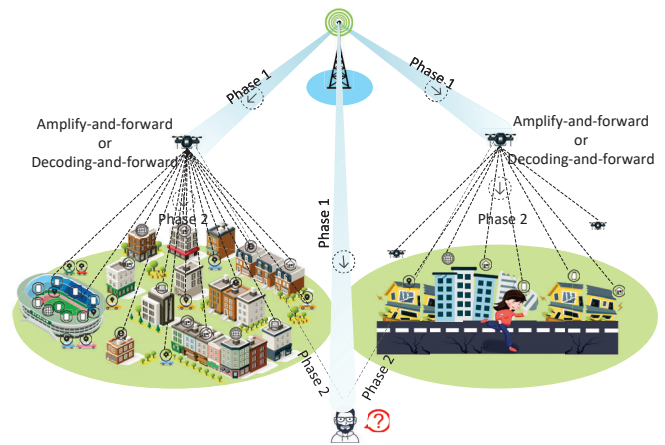 Phase 1
Phase 1
Amplify-and-forward
or
Decoding-and-forward
Amplify-and-forward
or
Decoding-and-forward
Phase 1
Phase 2
Phase 2
Phase 2
Phase 2
?